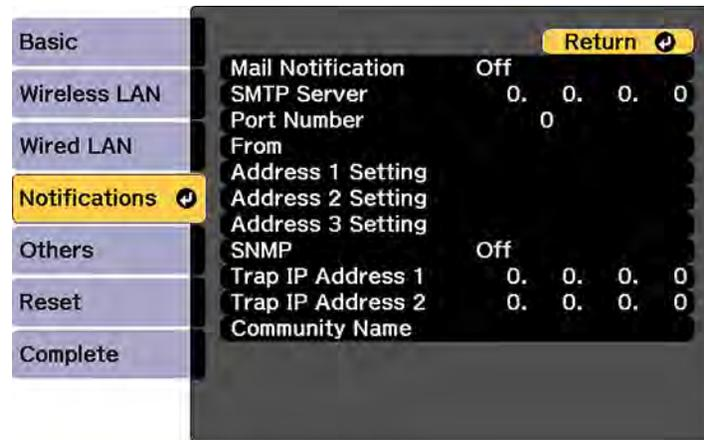 Basic
Wireless LAN
Wired LAN
Notifications
Others
Reset
Complete
Return
Mail Notification Off
SMTP Server 0. 0. 0. 0
Port Number 0
From
Address 1 Setting
Address 2 Setting
Address 3 Setting
SNMP Off
Trap IP Address 1 0. 0. 0. 0
Trap IP Address 2 0. 0. 0. 0
Community Name